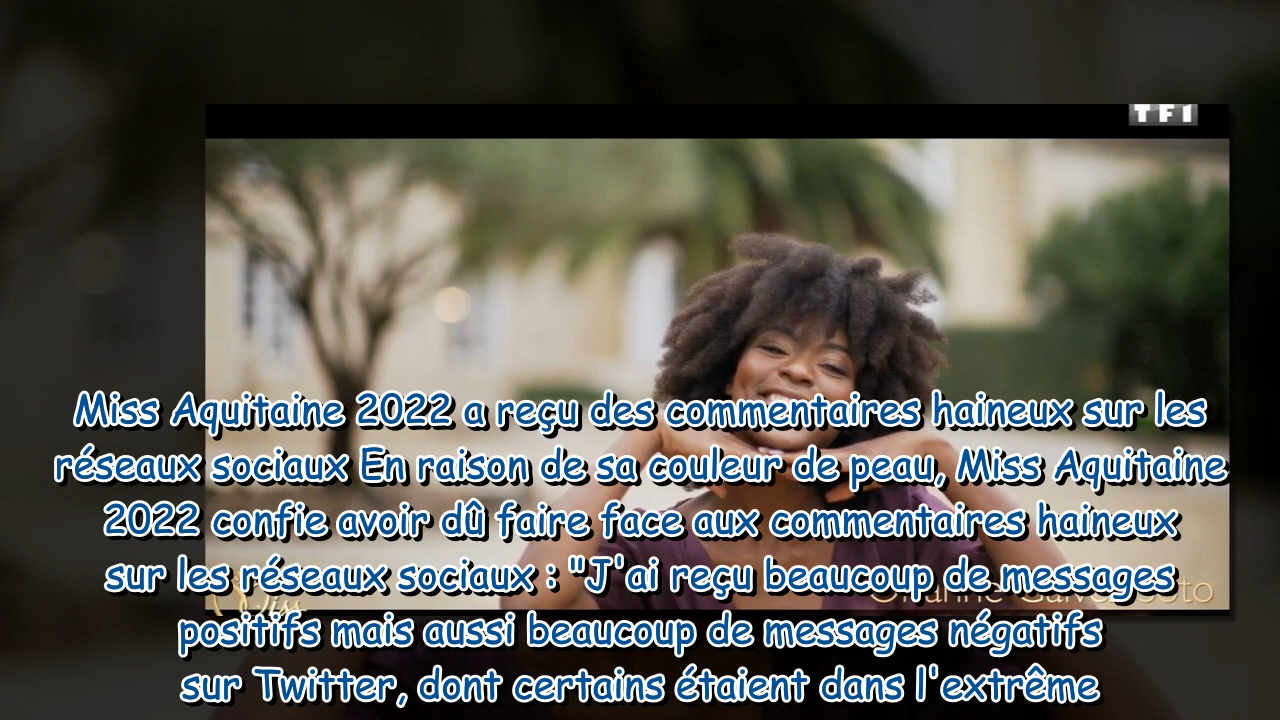 TF1
Miss Aquitaine 2022 a reçu des commentaires haineux sur les
réseaux sociaux En raison de sa couleur de peau, Miss Aquitaine
2022 confie avoir dû faire face aux commentaires haineux
sur les réseaux sociaux : "J'ai reçu beaucoup de messages
Miss
positifs mais aussi beaucoup de messages négatifs
sur Twitter, dont certains étaient dans l'extrême